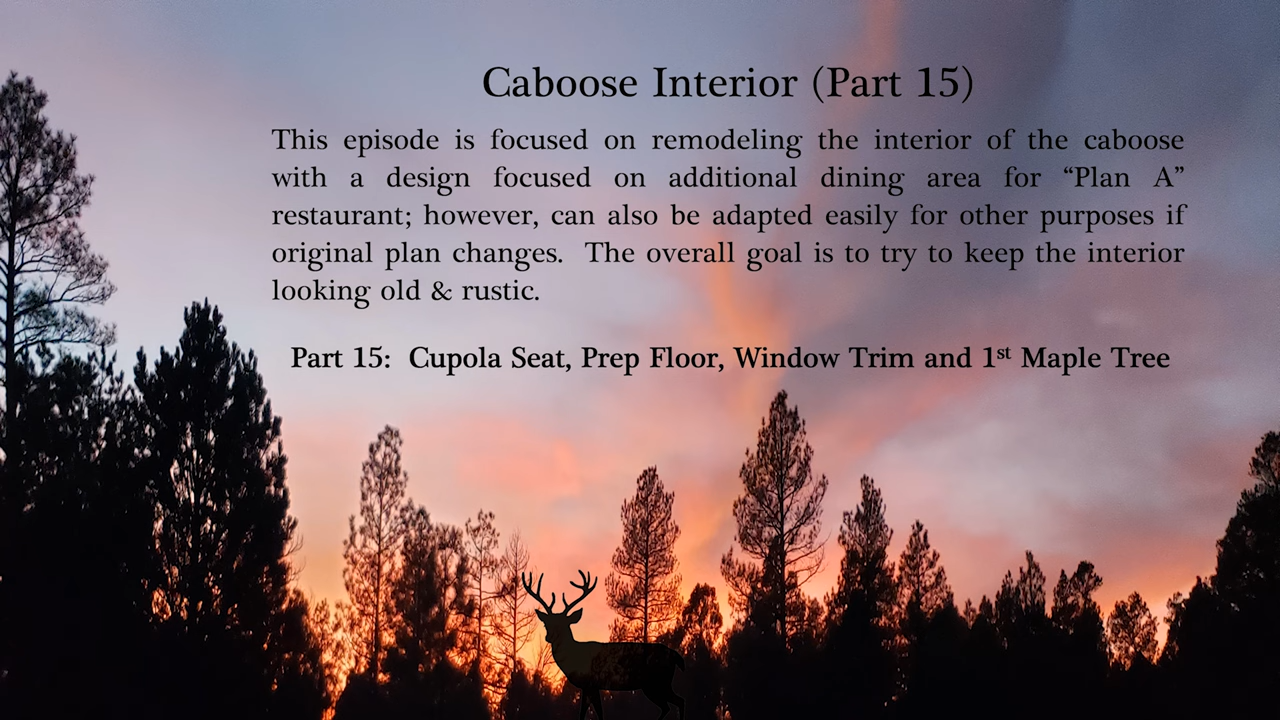 Caboose Interior (Part 15)
This episode is focused on remodeling the interior of the caboose
with a design focused on additional dining area for “Plan A”
restaurant; however, can also be adapted easily for other purposes if
original plan changes.  The overall goal is to try to keep the interior
looking old & rustic.
Part 15:  Cupola Seat, Prep Floor, Window Trim and 1st Maple Tree